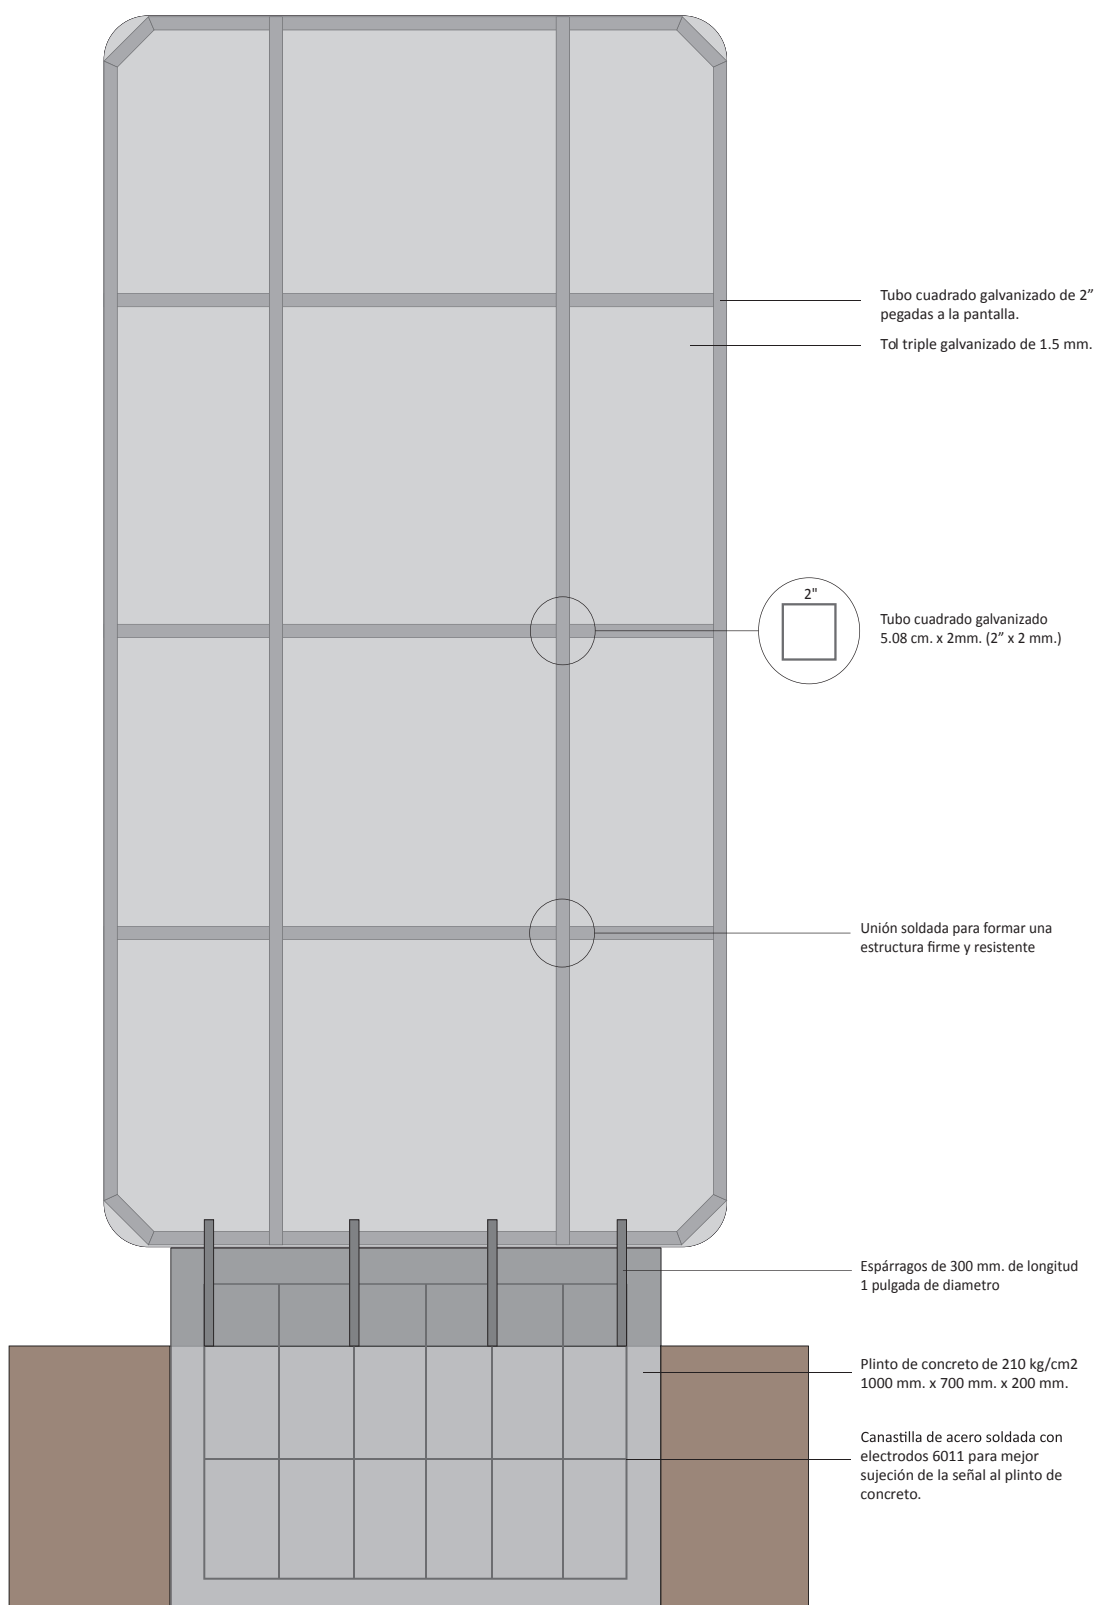 Tubo cuadrado galvanizado de 2”
pegadas a la pantalla.
Tol triple galvanizado de 1.5 mm.
2"
Tubo cuadrado galvanizado
5.08 cm. x 2mm. (2” x 2 mm.)
Unión soldada para formar una
estructura firme y resistente
Espárragos de 300 mm. de longitud
1 pulgada de diametro
Plinto de concreto de 210 kg/cm2
1000 mm. x 700 mm. x 200 mm.
Canastilla de acero soldada con
electrodos 6011 para mejor
sujeción de la señal al plinto de
concreto.